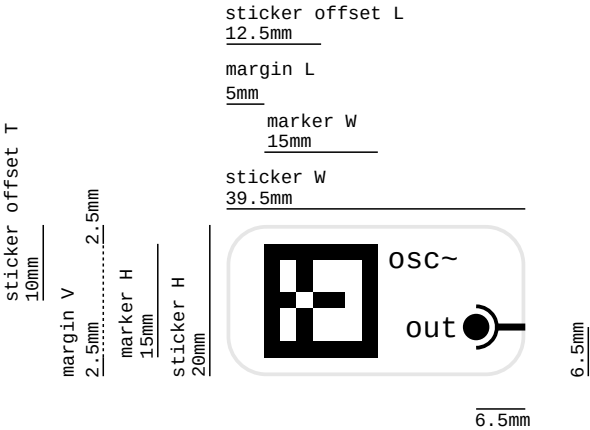 sticker offset L
12.5mm
margin L
5mm
marker W
15mm
sticker W
39.5mm
sticker offset T
10mm
margin V
2.5mm
2.5mm
marker H
15mm
sticker H
20mm
osc~
out
6.5mm
6.5mm